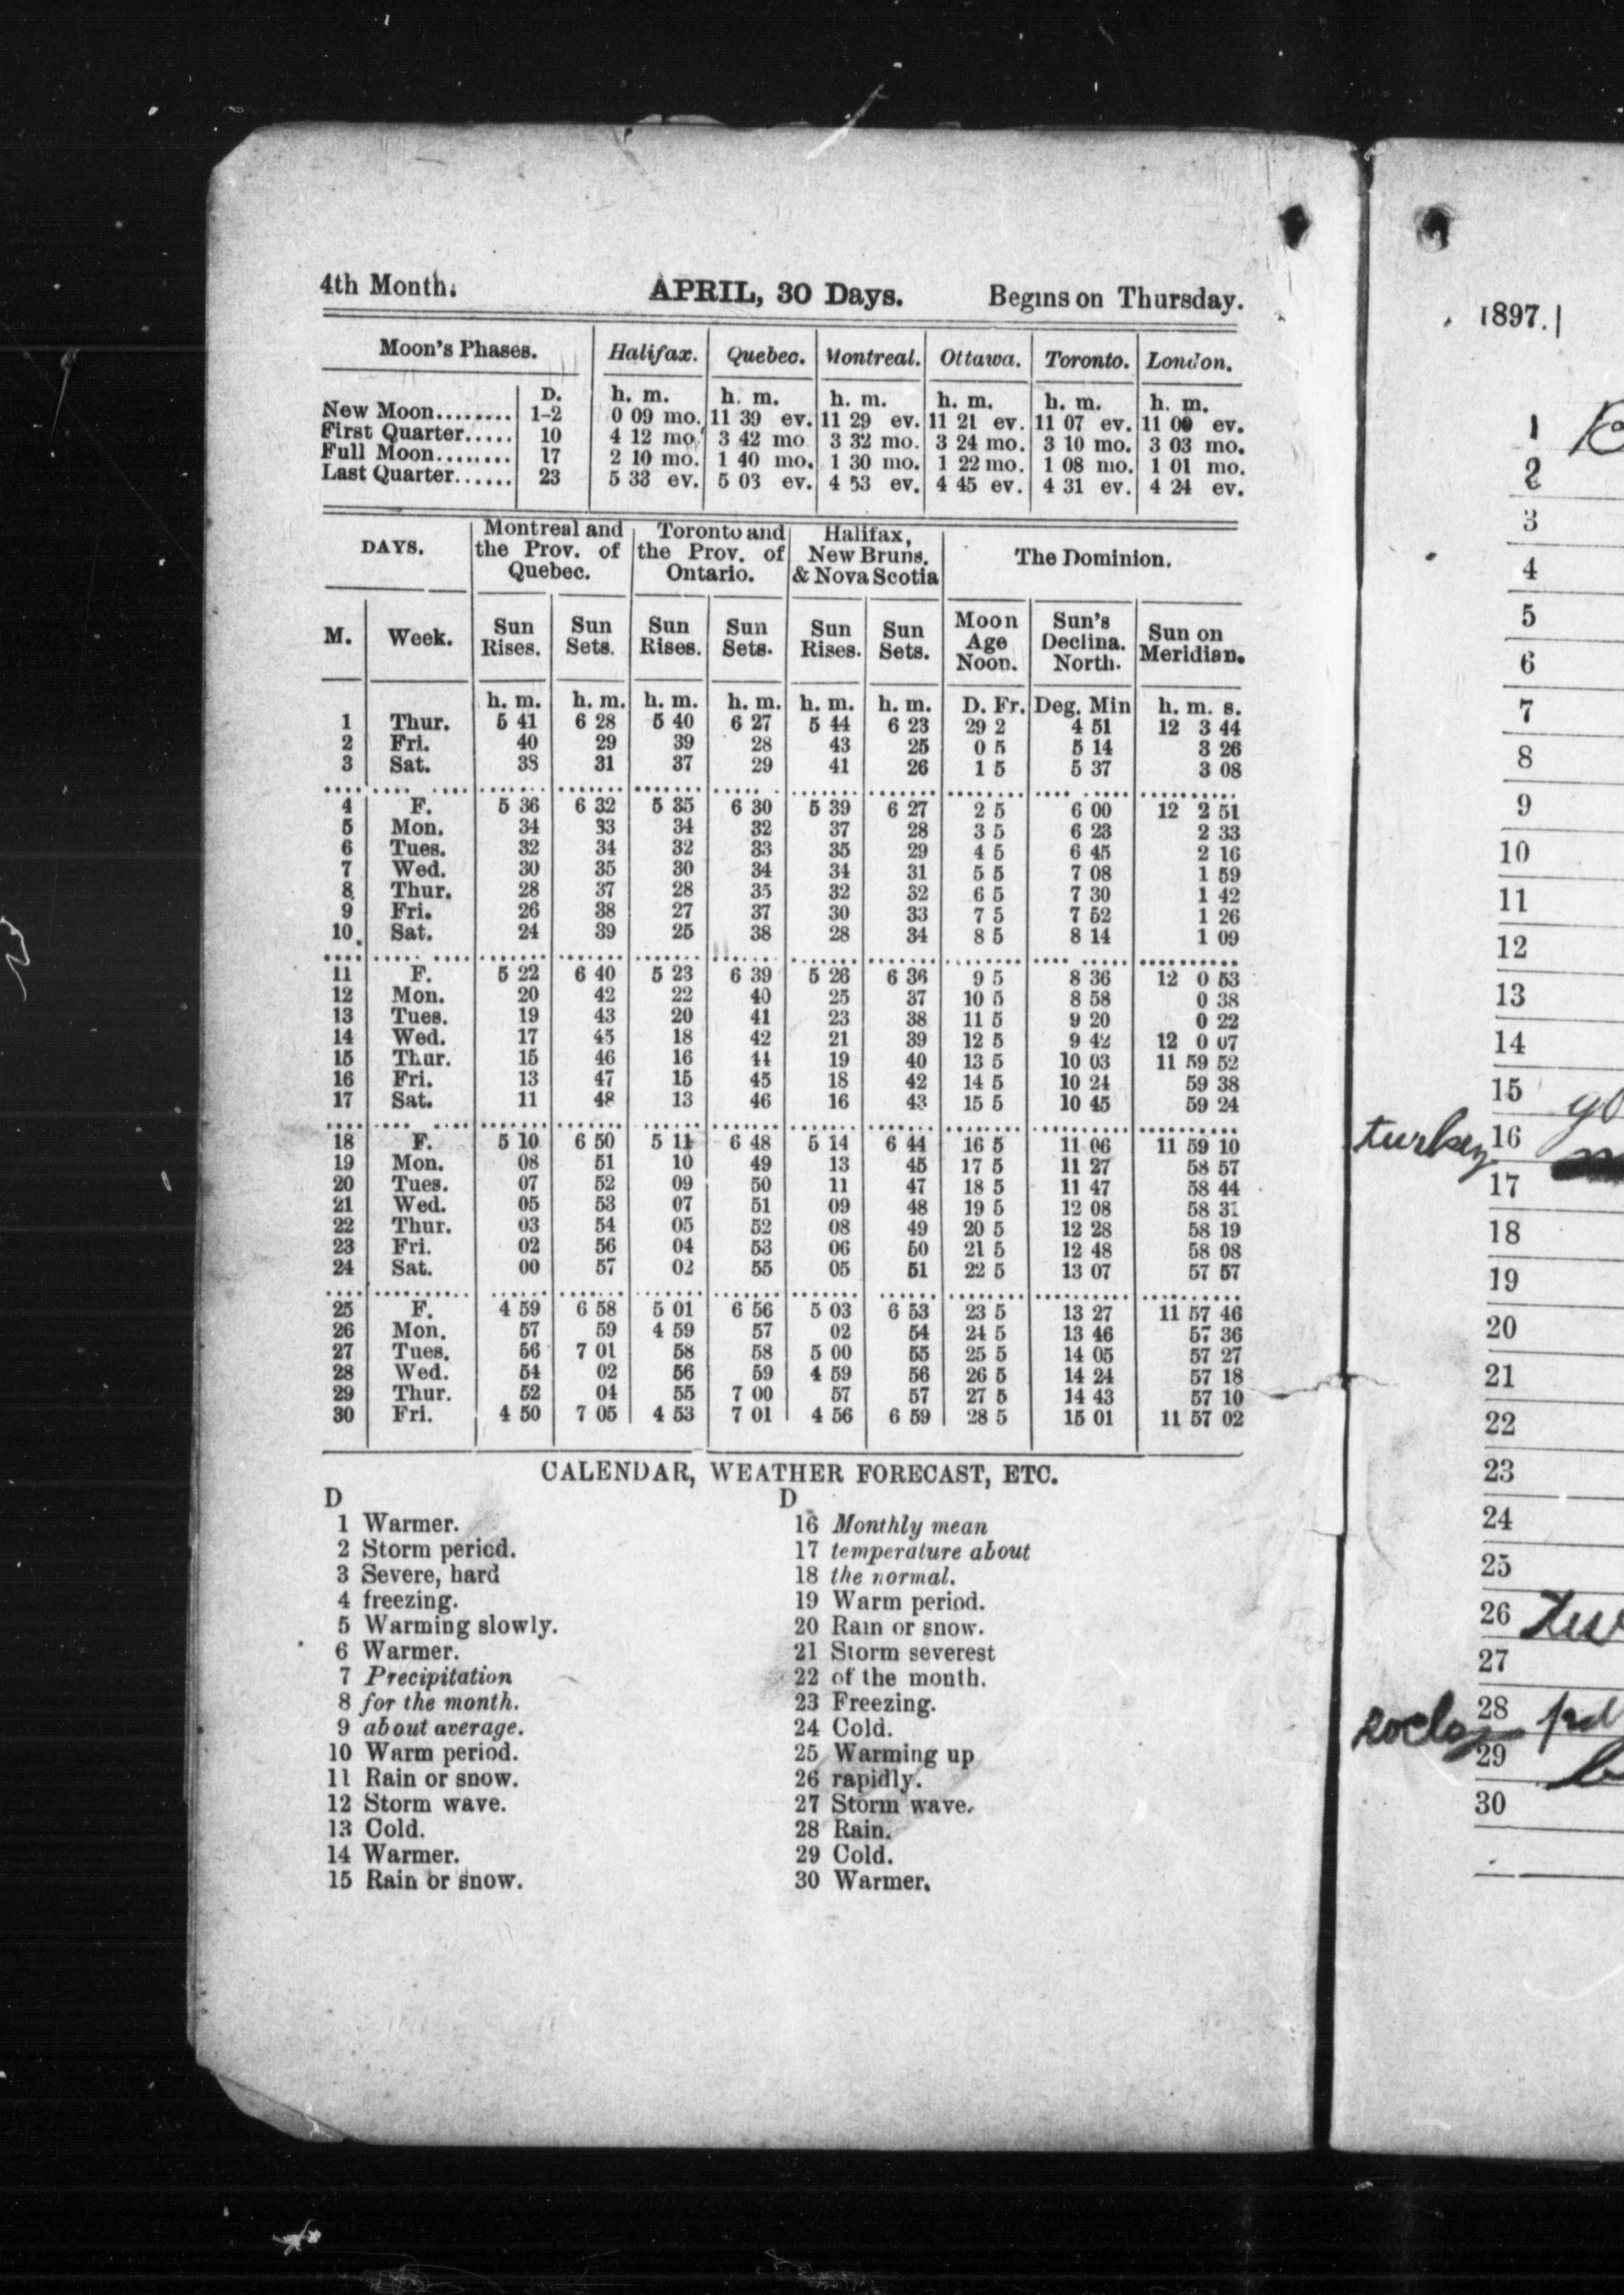 4th Month. APRIL, 30 Days. Begins on Thursday.
Moon's Phases. Halifax. Quebec. Montreal. Ottawa. Toronto. London.
D. h. m. h. m. h. m. h. m. h. m. h. m.
New Moon........ 1-2 0 09 mo. 11 39 ev. 11 29 ev. 11 21 ev. 11 07 ev. 11 00 ev.
First Quarter..... 10 4 12 mo. 3 42 mo 3 32 mo. 3 24 mo. 3 10 mo. 3 03 mo.
Full Moon........ 17 2 10 mo. 1 40 mo. 1 30 mo. 1 22 mo. 1 08 mo. 1 01 mo.
Last Quarter...... 23 5 33 ev. 5 03 ev. 4 53 ev. 4 45 ev. 4 31 ev. 4 24 ev.
DAYS. Montreal and the Prov. of Quebec. Toronto and the Prov. of Ontario. Halifax, New Bruns. & Nova Scotia The Dominion.
M. Week. Sun Rises. Sun Sets. Sun Rises. Sun Sets. Sun Rises. Sun Sets. Moon Age Noon. Sun's Declina. North. Sun on Meridian.
h. m. h. m. h. m. h. m. h. m. h. m. D. Fr. Deg. Min h. m. s.
1 Thur. 5 41 6 28 5 40 6 27 5 44 6 23 29 2 4 51 12 3 44
2 Fri. 40 29 39 28 43 25 0 5 5 14 3 26
3 Sat. 38 31 37 29 41 26 1 5 5 37 3 08
4 F. 5 36 6 32 5 35 6 30 5 39 6 27 2 5 6 00 12 2 51
5 Mon. 34 33 34 32 37 28 3 5 6 23 2 33
6 Tues. 32 34 32 33 35 29 4 5 6 45 2 16
7 Wed. 30 35 30 34 34 31 5 5 7 08 1 59
8 Thur. 28 37 28 35 32 32 6 5 7 30 1 42
9 Fri. 26 38 27 37 30 33 7 5 7 52 1 26
10 Sat. 24 39 25 38 28 34 8 5 8 14 1 09
11 F. 5 22 6 40 5 23 6 39 5 26 6 36 9 5 8 36 12 0 53
12 Mon. 20 42 22 40 25 37 10 5 8 58 0 38
13 Tues. 19 43 20 41 23 38 11 5 9 20 0 22
14 Wed. 17 45 18 42 21 39 12 5 9 42 12 0 07
15 Thur. 15 46 16 44 19 40 13 5 10 03 11 59 52
16 Fri. 13 47 15 45 18 42 14 5 10 24 59 38
17 Sat. 11 48 13 46 16 43 15 5 10 45 59 24
18 F. 5 10 6 50 5 11 6 48 5 14 6 44 16 5 11 06 11 59 10
19 Mon. 08 51 10 49 13 45 17 5 11 27 58 57
20 Tues. 07 52 09 50 11 47 18 5 11 47 58 44
21 Wed. 05 53 07 51 09 48 19 5 12 08 58 31
22 Thur. 03 54 05 52 08 49 20 5 12 28 58 19
23 Fri. 02 56 04 53 06 50 21 5 12 48 58 08
24 Sat. 00 57 02 55 05 51 22 5 13 07 57 57
25 F. 4 59 6 58 5 01 6 56 5 03 6 53 23 5 13 27 11 57 46
26 Mon. 57 59 4 59 57 02 54 24 5 13 46 57 36
27 Tues. 56 7 01 58 58 5 00 55 25 5 14 05 57 27
28 Wed. 54 02 56 59 4 59 56 26 5 14 24 57 18
29 Thur. 52 04 55 7 00 57 57 27 5 14 43 57 10
30 Fri. 4 50 7 05 4 53 7 01 4 56 6 59 28 5 15 01 11 57 02
CALENDAR, WEATHER FORECAST, ETC.
D
1 Warmer.
2 Storm period.
3 Severe, hard
4 freezing.
5 Warming slowly.
6 Warmer.
7 Precipitation
8 for the month.
9 about average.
10 Warm period.
11 Rain or snow.
12 Storm wave.
13 Cold.
14 Warmer.
15 Rain or snow.
D
16 Monthly mean
17 temperature about
18 the normal.
19 Warm period.
20 Rain or snow.
21 Storm severest
22 of the month.
23 Freezing.
24 Cold.
25 Warming up
26 rapidly.
27 Storm wave.
28 Rain.
29 Cold.
30 Warmer.
1897.
1
2
3
4
5
6
7
8
9
10
11
12
13
14
15
turkey 16
17
18
19
20
21
22
23
24
25
26
27
28
29
30